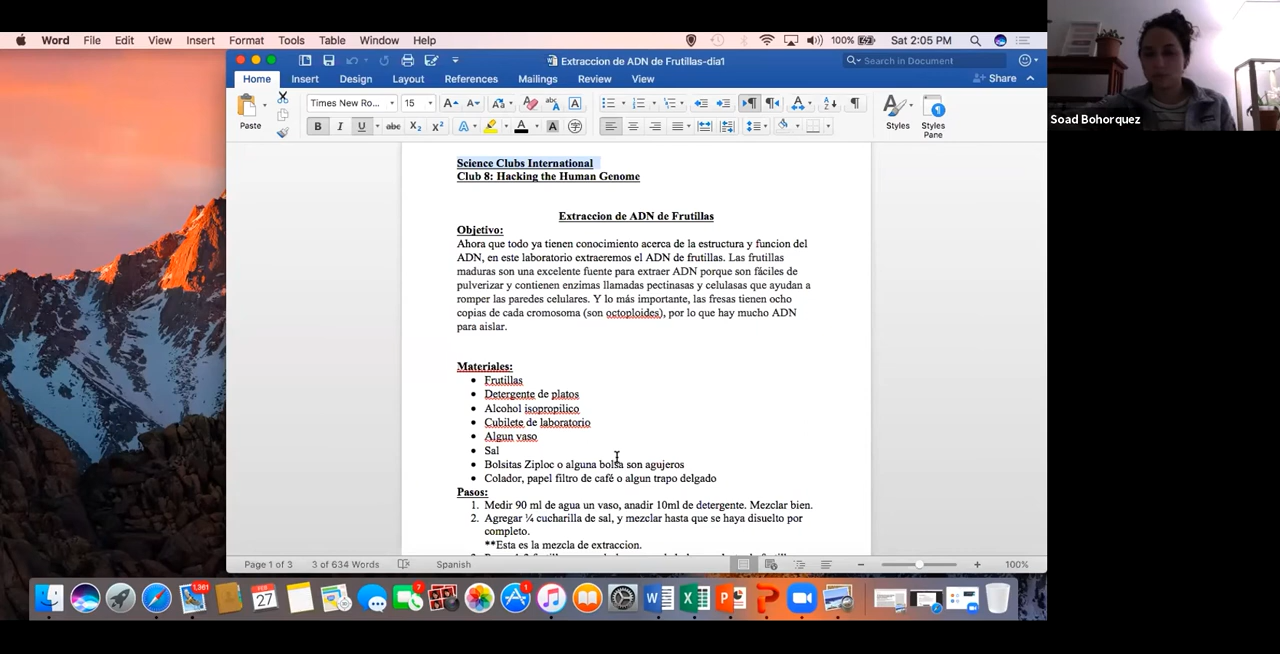 Word File Edit View Insert Format Tools Table Window Help 100% Sat 2:05 PM
Extraccion de ADN de Frutillas-dia1 Search in Document
Home Insert Design Layout References Mailings Review View Share
Times New Ro... 15
Paste Styles Styles Pane
Soad Bohorquez
Science Clubs International
Club 8: Hacking the Human Genome
Extraccion de ADN de Frutillas
Objetivo:
Ahora que todo ya tienen conocimiento acerca de la estructura y funcion del
ADN, en este laboratorio extraeremos el ADN de frutillas. Las frutillas
maduras son una excelente fuente para extraer ADN porque son fáciles de
pulverizar y contienen enzimas llamadas pectinasas y celulasas que ayudan a
romper las paredes celulares. Y lo más importante, las fresas tienen ocho
copias de cada cromosoma (son octoploides), por lo que hay mucho ADN
para aislar.
Materiales:
Frutillas
Detergente de platos
Alcohol isopropilico
Cubilete de laboratorio
Algun vaso
Sal
Bolsitas Ziploc o alguna bolsa son agujeros
Colador, papel filtro de café o algun trapo delgado
Pasos:
1. Medir 90 ml de agua un vaso, anadir 10ml de detergente. Mezclar bien.
2. Agregar ¼ cucharilla de sal, y mezclar hasta que se haya disuelto por
completo.
**Esta es la mezcla de extraccion.
Page 1 of 3 3 of 634 Words Spanish 100%
1,361 FEB 27 7 1